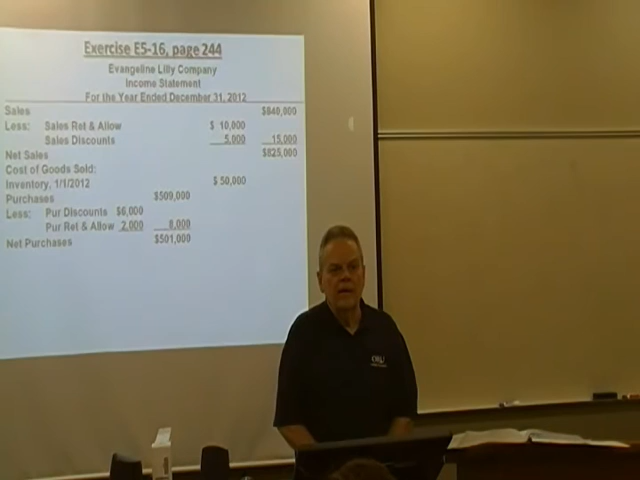 Exercise E5-16, page 244
Evangeline Lilly Company
Income Statement
For the Year Ended December 31, 2012
Sales $840,000
Less: Sales Ret & Allow $ 10,000
Sales Discounts 5,000 15,000
Net Sales $825,000
Cost of Goods Sold:
Inventory, 1/1/2012 $ 50,000
Purchases $509,000
Less: Pur Discounts $6,000
Pur Ret & Allow 2,000 8,000
Net Purchases $501,000